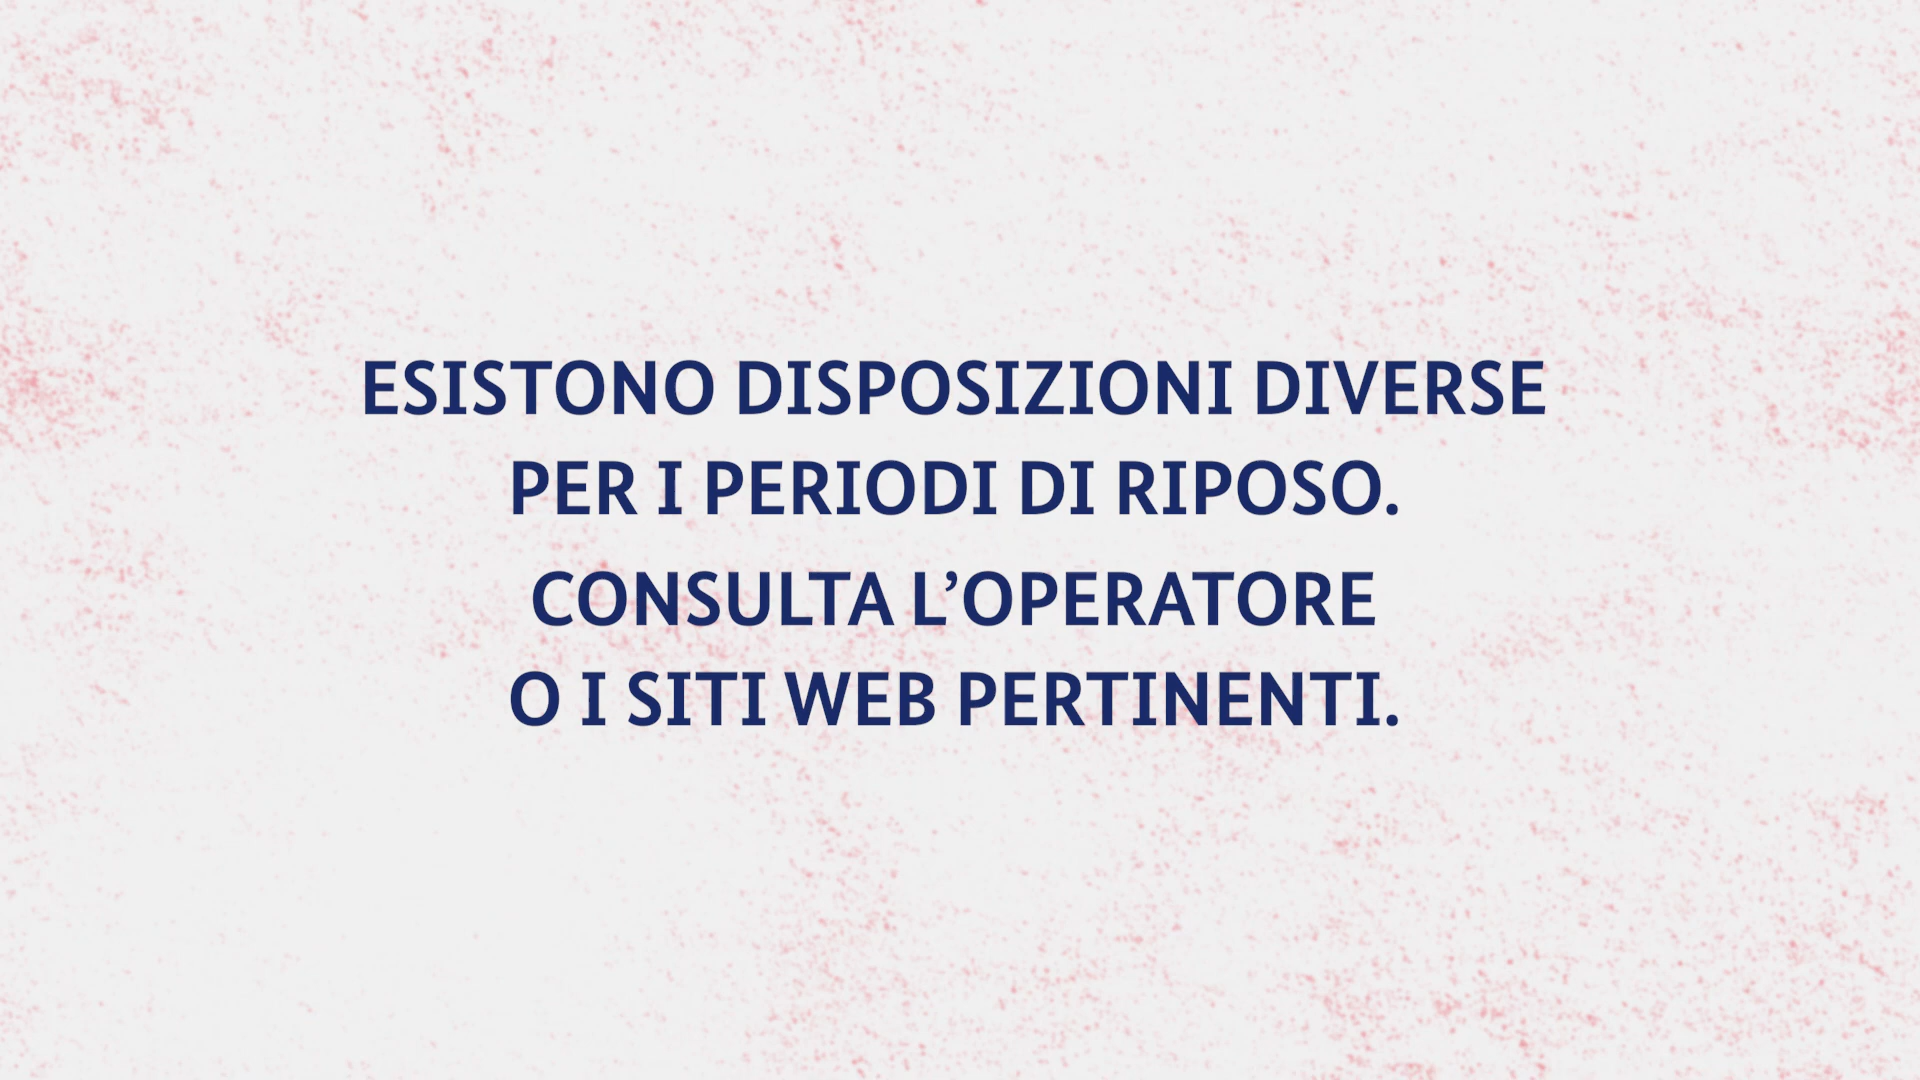 ESISTONO DISPOSIZIONI DIVERSE
PER I PERIODI DI RIPOSO.
CONSULTA L’OPERATORE
O I SITI WEB PERTINENTI.